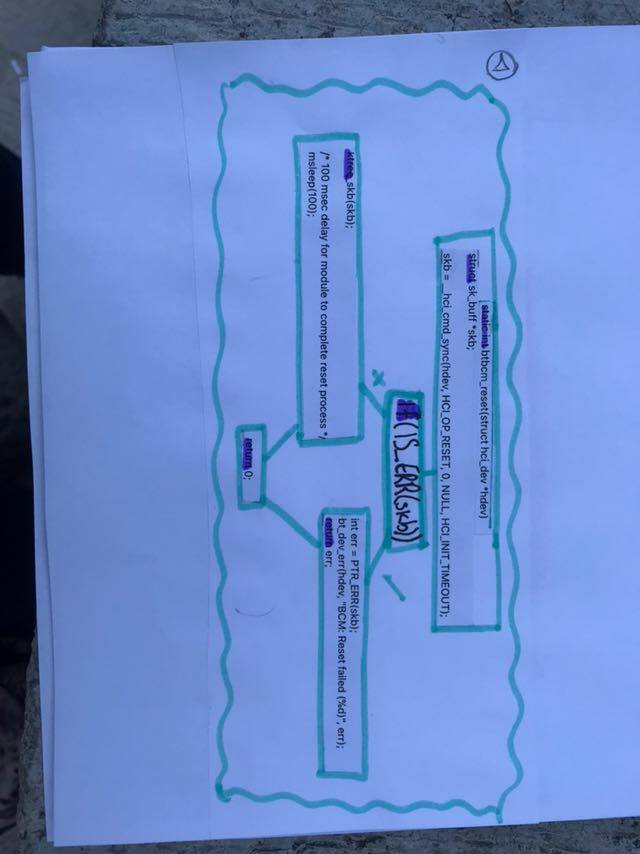 static int btbcm_reset(struct hci_dev *hdev)
struct sk_buff *skb;
skb = __hci_cmd_sync(hdev, HCI_OP_RESET, 0, NULL, HCI_INIT_TIMEOUT);
if (IS_ERR(skb))
x
kfree_skb(skb);
/* 100 msec delay for module to complete reset process */
msleep(100);
int err = PTR_ERR(skb);
bt_dev_err(hdev, "BCM: Reset failed (%d)", err);
return err;
return 0;